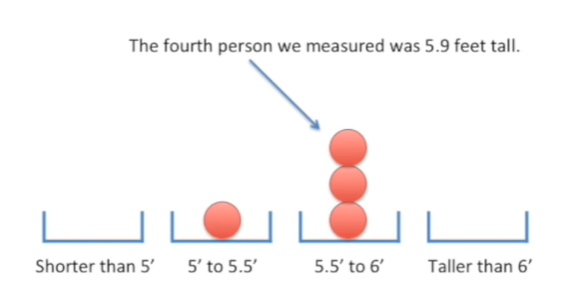 The fourth person we measured was 5.9 feet tall.
Shorter than 5’ 5’ to 5.5’ 5.5’ to 6’ Taller than 6’